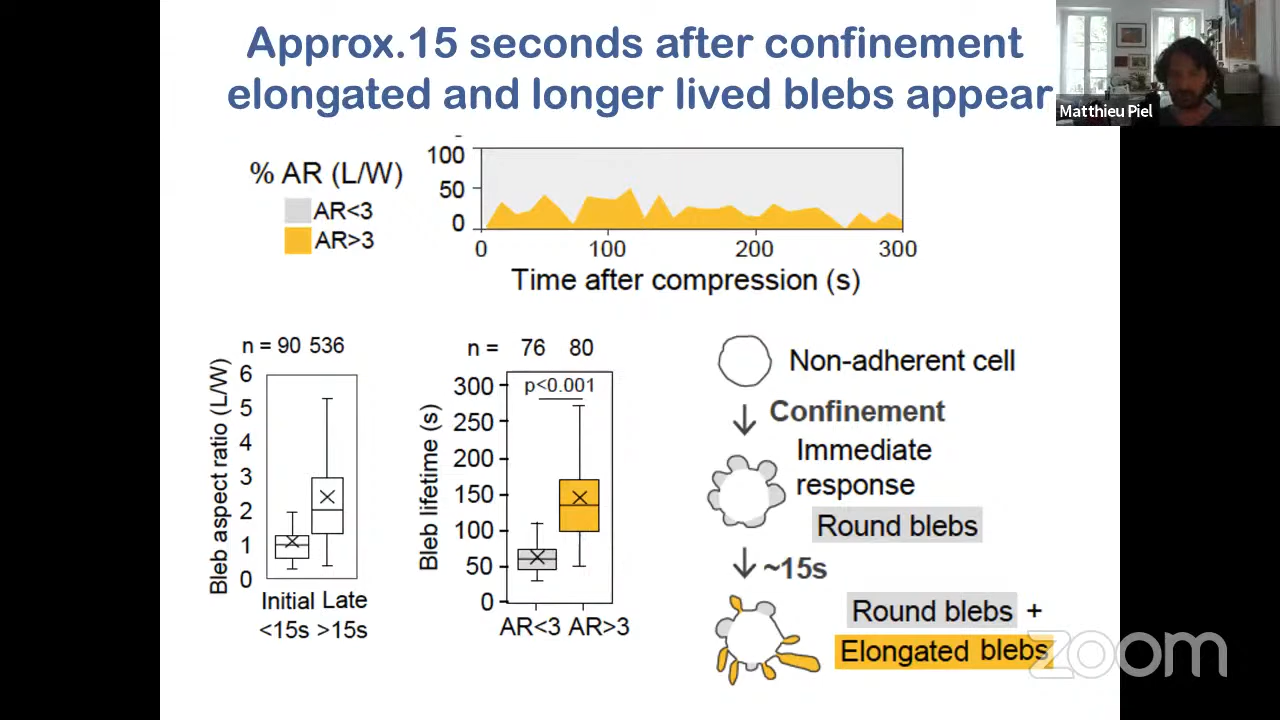 Approx.15 seconds after confinement
elongated and longer lived blebs appear
Matthieu Piel
% AR (L/W)
AR<3
AR>3
100
50
0
0 100 200 300
Time after compression (s)
n = 90 536
Bleb aspect ratio (L/W)
6
5
4
3
2
1
0
Initial Late
<15s >15s
n = 76 80
p<0.001
Bleb lifetime (s)
300
250
200
150
100
50
0
AR<3 AR>3
Non-adherent cell
Confinement
Immediate
response
Round blebs
~15s
Round blebs +
Elongated blebs
zoom